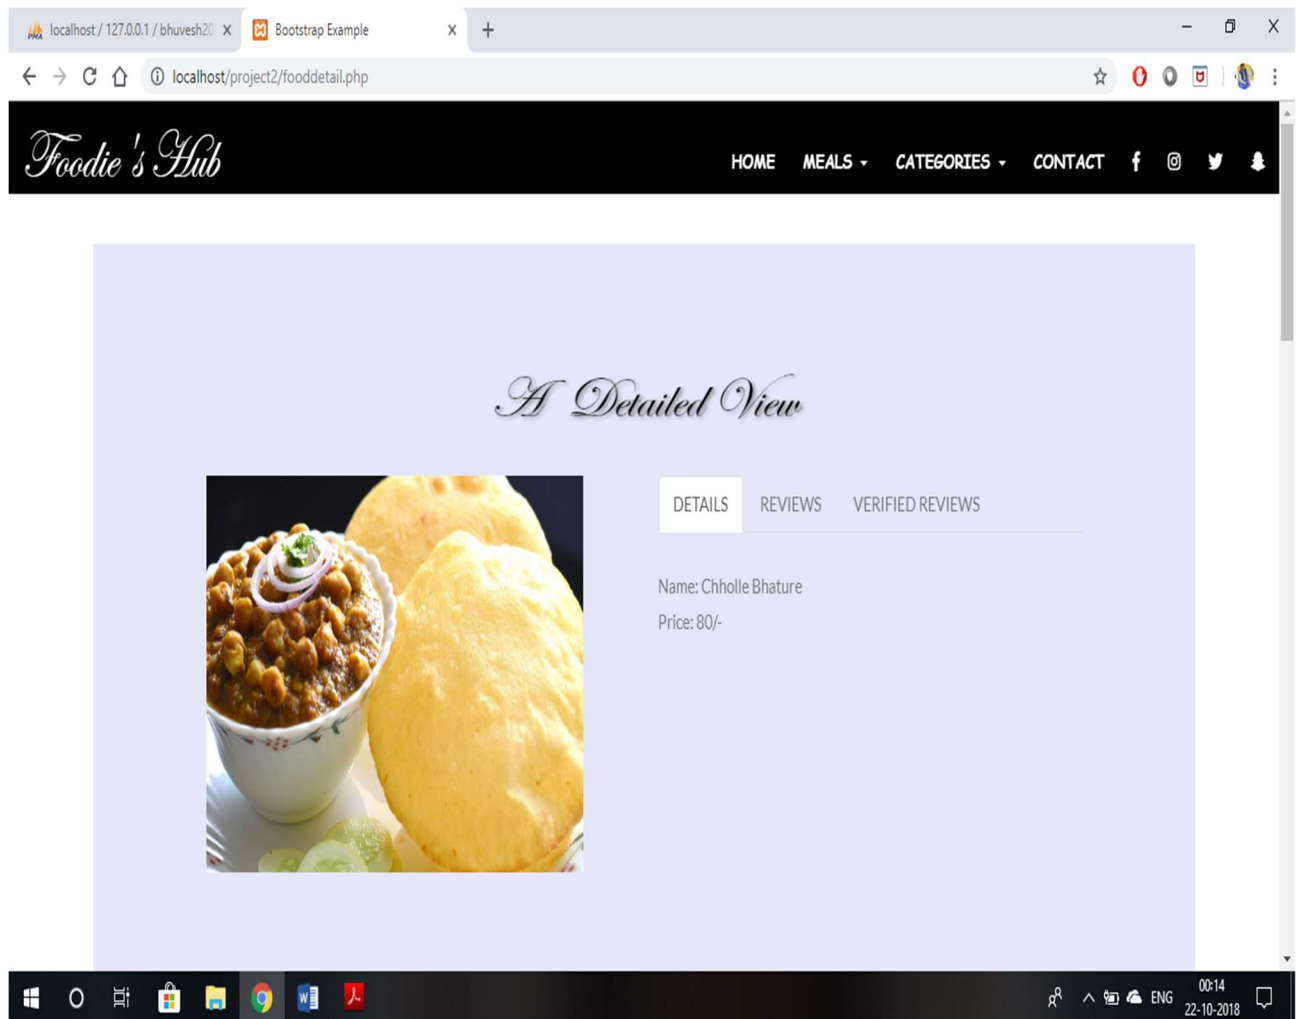 localhost / 127.0.0.1 / bhuvesh20
Bootstrap Example
localhost/project2/fooddetail.php
Foodie's Hub
HOME MEALS CATEGORIES CONTACT
A Detailed View
DETAILS REVIEWS VERIFIED REVIEWS
Name: Chholle Bhature
Price: 80/-
ENG
00:14
22-10-2018